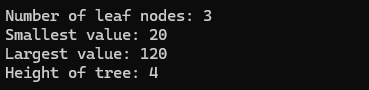 Number of leaf nodes: 3
Smallest value: 20
Largest value: 120
Height of tree: 4